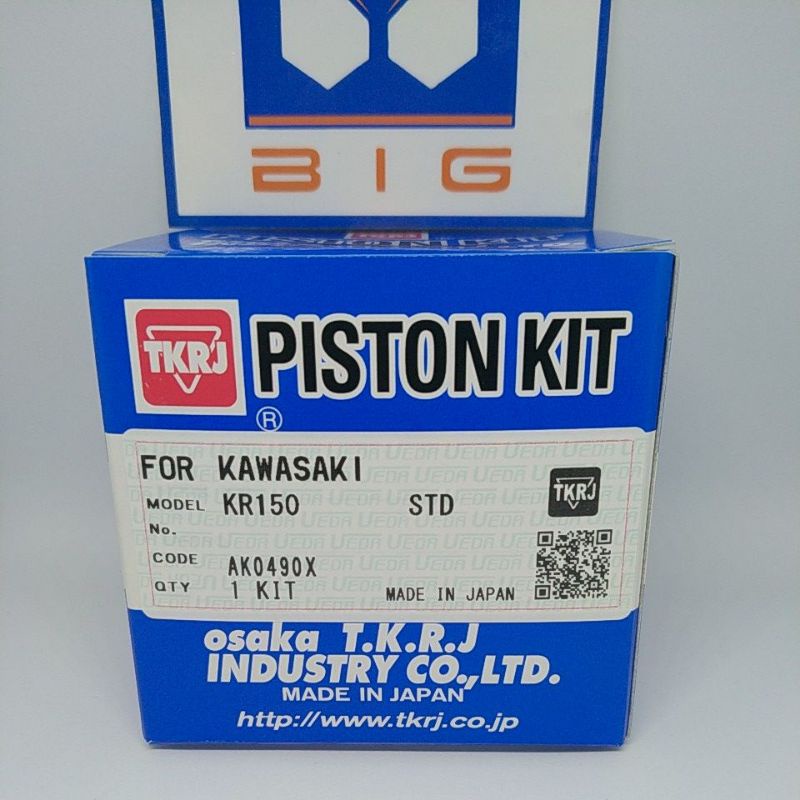 BIG
TKRJ
PISTON KIT
®
FOR KAWASAKI
MODEL KR150 STD
TKRJ
No.
CODE AK0490X
QTY 1 KIT MADE IN JAPAN
osaka T.K.R.J
INDUSTRY CO.,LTD.
MADE IN JAPAN
http://www.tkrj.co.jp